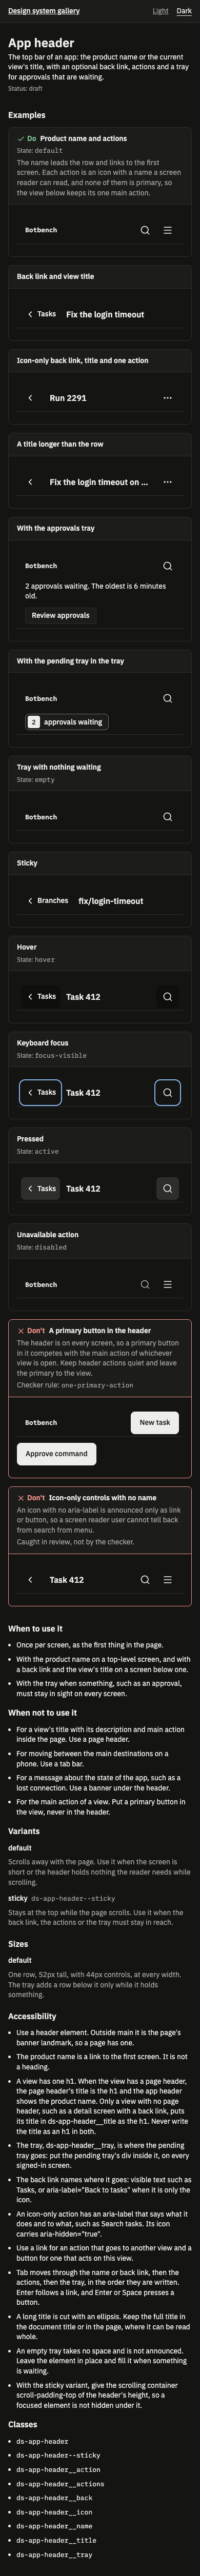 Design system gallery
Light
Dark
App header
The top bar of an app: the product name or the current
view's title, with an optional back link, actions and a tray
for approvals that are waiting.
Status: draft
Examples
Do Product name and actions
State: default
The name leads the row and links to the first
screen. Each action is an icon with a name a screen
reader can read, and none of them is primary, so
the view below keeps its one main action.
Botbench
Back link and view title
Tasks
Fix the login timeout
Icon-only back link, title and one action
Run 2291
A title longer than the row
Fix the login timeout on ...
With the approvals tray
Botbench
2 approvals waiting. The oldest is 6 minutes
old.
Review approvals
With the pending tray in the tray
Botbench
2 approvals waiting
Tray with nothing waiting
State: empty
Botbench
Sticky
Branches
fix/login-timeout
Hover
State: hover
Tasks
Task 412
Keyboard focus
State: focus-visible
Tasks
Task 412
Pressed
State: active
Tasks
Task 412
Unavailable action
State: disabled
Botbench
Don't A primary button in the header
The header is on every screen, so a primary button
in it competes with the main action of whichever
view is open. Keep header actions quiet and leave
the primary to the view.
Checker rule: one-primary-action
Botbench
New task
Approve command
Don't Icon-only controls with no name
An icon with no aria-label is announced only as link
or button, so a screen reader user cannot tell back
from search from menu.
Caught in review, not by the checker.
Task 412
When to use it
Once per screen, as the first thing in the page.
With the product name on a top-level screen, and with
a back link and the view's title on a screen below one.
With the tray when something, such as an approval,
must stay in sight on every screen.
When not to use it
For a view's title with its description and main action
inside the page. Use a page header.
For moving between the main destinations on a
phone. Use a tab bar.
For a message about the state of the app, such as a
lost connection. Use a banner under the header.
For the main action of a view. Put a primary button in
the view, never in the header.
Variants
default
Scrolls away with the page. Use it when the screen is
short or the header holds nothing the reader needs while
scrolling.
sticky ds-app-header--sticky
Stays at the top while the page scrolls. Use it when the
back link, the actions or the tray must stay in reach.
Sizes
default
One row, 52px tall, with 44px controls, at every width.
The tray adds a row below it only while it holds
something.
Accessibility
Use a header element. Outside main it is the page's
banner landmark, so a page has one.
The product name is a link to the first screen. It is not
a heading.
A view has one h1. When the view has a page header,
the page header's title is the h1 and the app header
shows the product name. Only a view with no page
header, such as a detail screen with a back link, puts
its title in ds-app-header__title as the h1. Never write
the title as an h1 in both.
The tray, ds-app-header__tray, is where the pending
tray goes: put the pending tray's div inside it, on every
signed-in screen.
The back link names where it goes: visible text such as
Tasks, or aria-label="Back to tasks" when it is only the
icon.
An icon-only action has an aria-label that says what it
does and to what, such as Search tasks. Its icon
carries aria-hidden="true".
Use a link for an action that goes to another view and a
button for one that acts on this view.
Tab moves through the name or back link, then the
actions, then the tray, in the order they are written.
Enter follows a link, and Enter or Space presses a
button.
A long title is cut with an ellipsis. Keep the full title in
the document title or in the page, where it can be read
whole.
An empty tray takes no space and is not announced.
Leave the element in place and fill it when something
is waiting.
With the sticky variant, give the scrolling container
scroll-padding-top of the header's height, so a
focused element is not hidden under it.
Classes
ds-app-header
ds-app-header--sticky
ds-app-header__action
ds-app-header__actions
ds-app-header__back
ds-app-header__icon
ds-app-header__name
ds-app-header__title
ds-app-header__tray